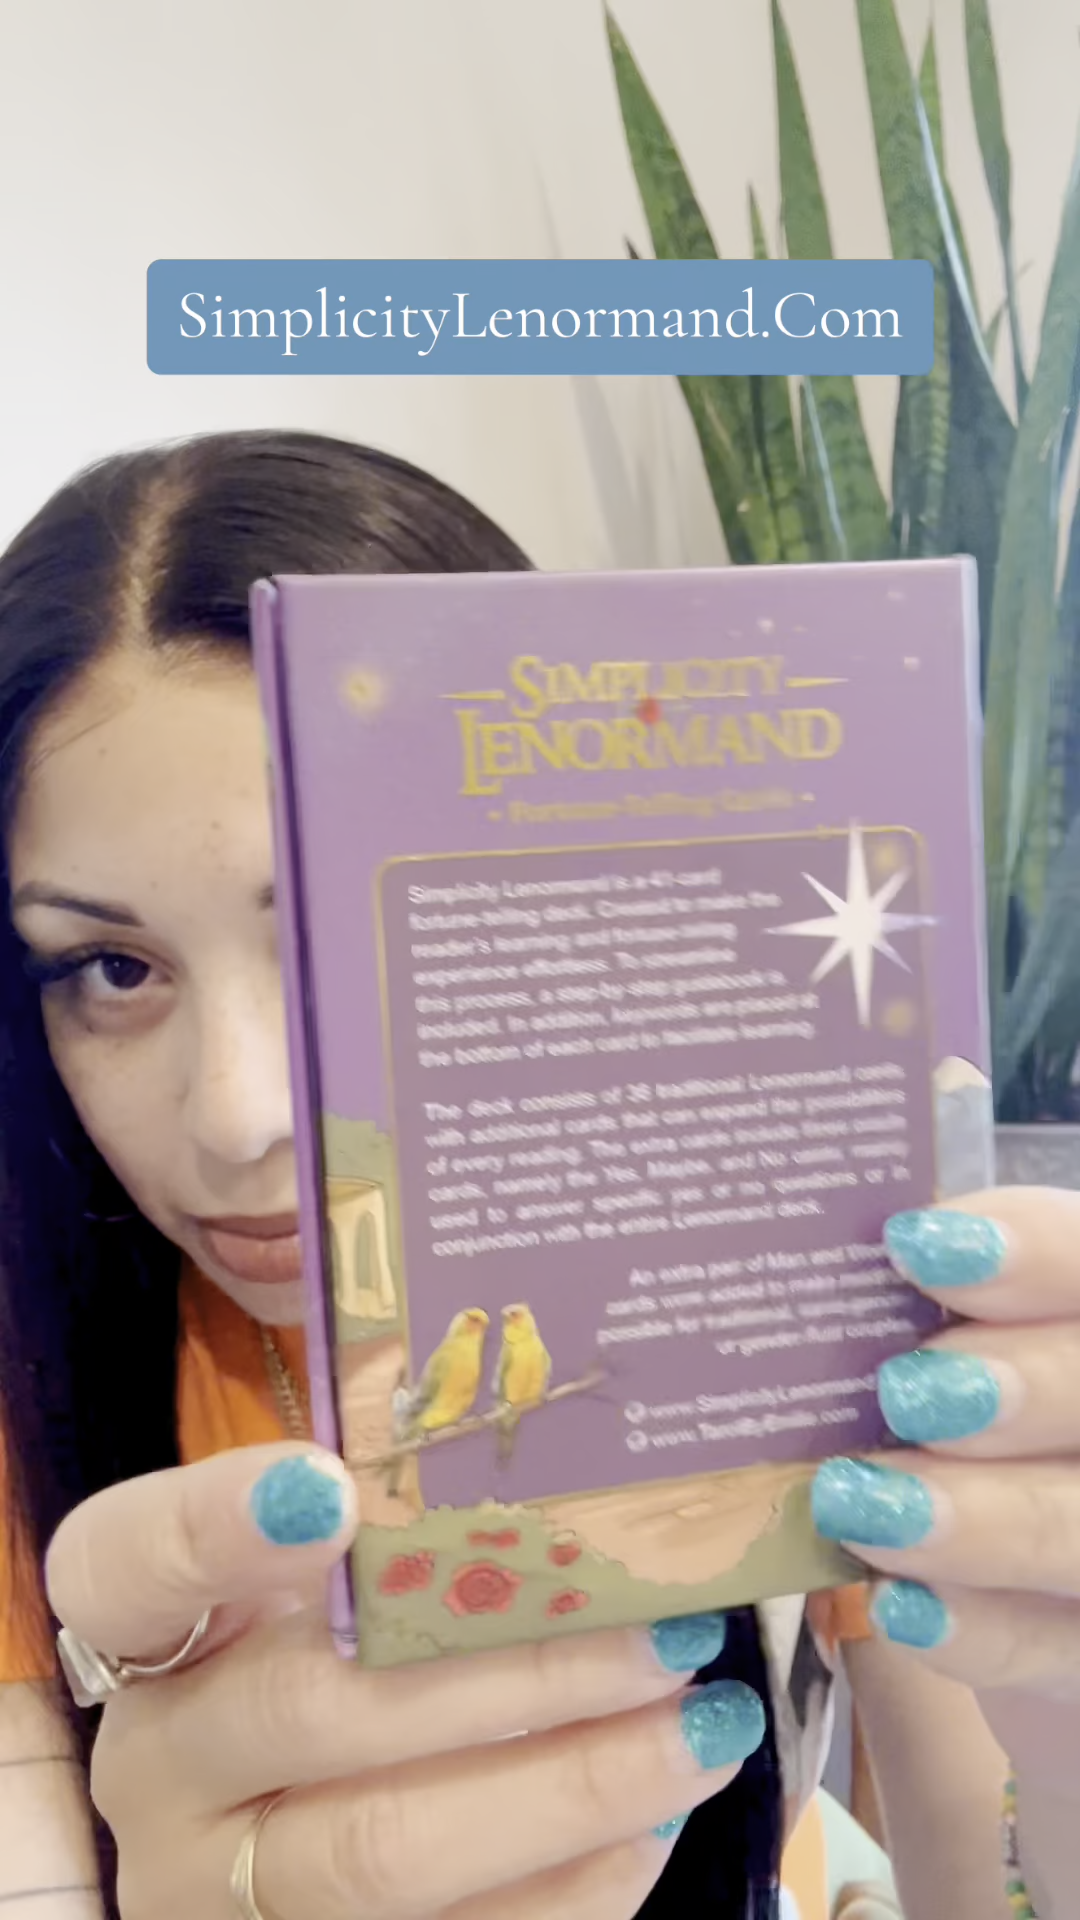 SimplicityLenormand.Com
SIMPLICITY
LENORMAND
- Fortune-Telling Cards -
Simplicity Lenormand is a 41-card
fortune-telling deck. Created to make the
reader's learning and fortune-telling
experience effortless. To streamline
this process, a step-by-step guidebook is
included. In addition, keywords are placed at
the bottom of each card to facilitate learning.
The deck consists of 36 traditional Lenormand cards,
with additional cards that can expand the possibilities
of every reading. The extra cards include three oracle
cards, namely the Yes, Maybe, and No cards; mainly
used to answer specific yes or no questions or in
conjunction with the entire Lenormand deck.
An extra pair of Man and
cards were added to make
possible for traditional, same-gender
or gender-fluid couples
www.SimplicityLenormand